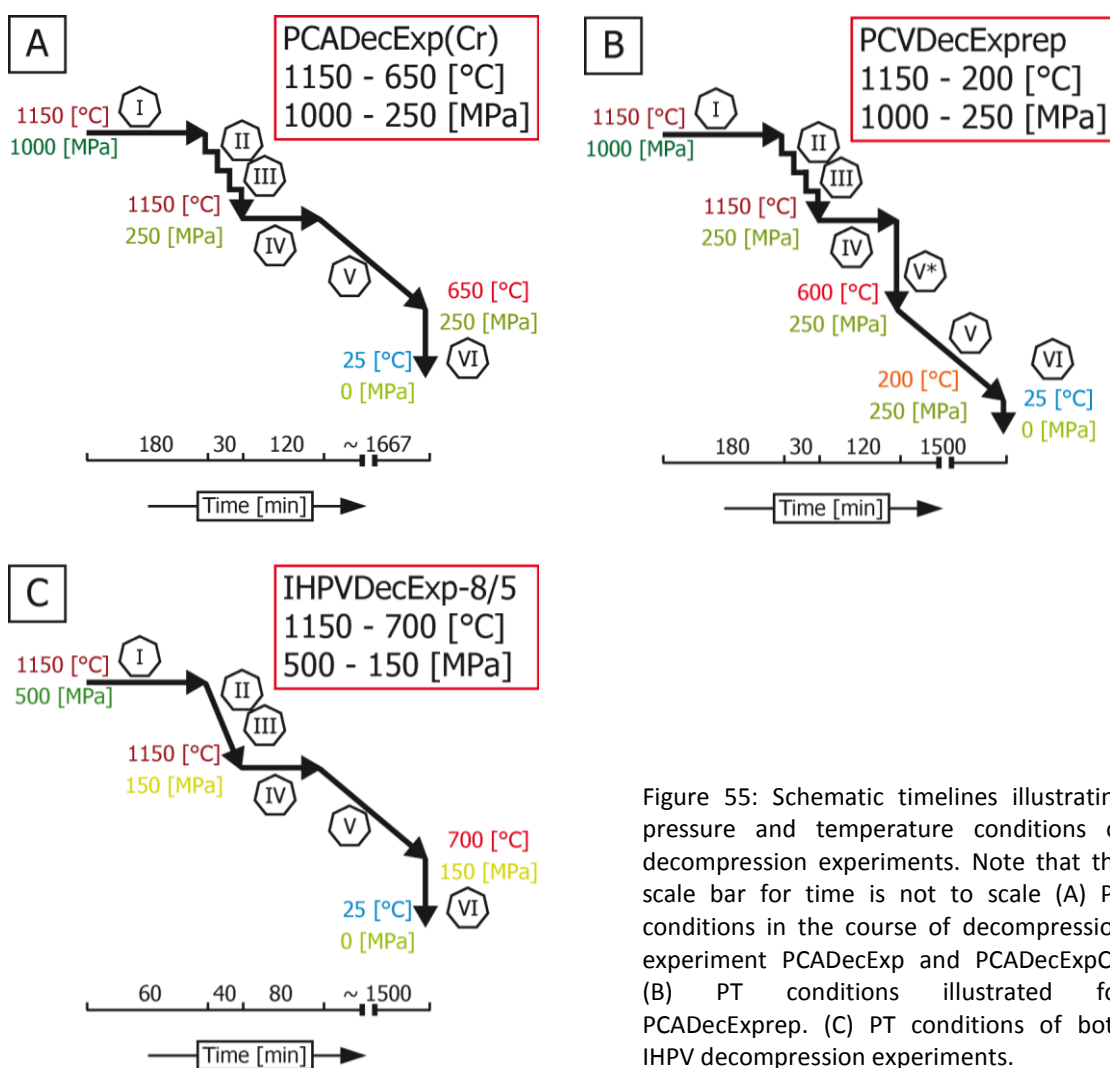 A
PCADecExp(Cr)
1150 - 650 [°C]
1000 - 250 [MPa]
1150 [°C]
1000 [MPa]
I
II
III
1150 [°C]
250 [MPa]
IV
V
650 [°C]
250 [MPa]
25 [°C]
0 [MPa]
VI
180 30 120 ~ 1667
Time [min]
B
PCVDecExprep
1150 - 200 [°C]
1000 - 250 [MPa]
1150 [°C]
1000 [MPa]
I
II
III
1150 [°C]
250 [MPa]
IV
V*
600 [°C]
250 [MPa]
V
200 [°C]
250 [MPa]
VI
25 [°C]
0 [MPa]
180 30 120 1500
Time [min]
C
IHPVDecExp-8/5
1150 - 700 [°C]
500 - 150 [MPa]
1150 [°C]
500 [MPa]
I
II
III
1150 [°C]
150 [MPa]
IV
V
700 [°C]
150 [MPa]
25 [°C]
0 [MPa]
VI
60 40 80 ~ 1500
Time [min]
Figure 55: Schematic timelines illustratin
pressure and temperature conditions
decompression experiments. Note that th
scale bar for time is not to scale (A) P
conditions in the course of decompression
experiment PCADecExp and PCADecExpC
(B) PT conditions illustrated fo
PCADecExprep. (C) PT conditions of bot
IHPV decompression experiments.